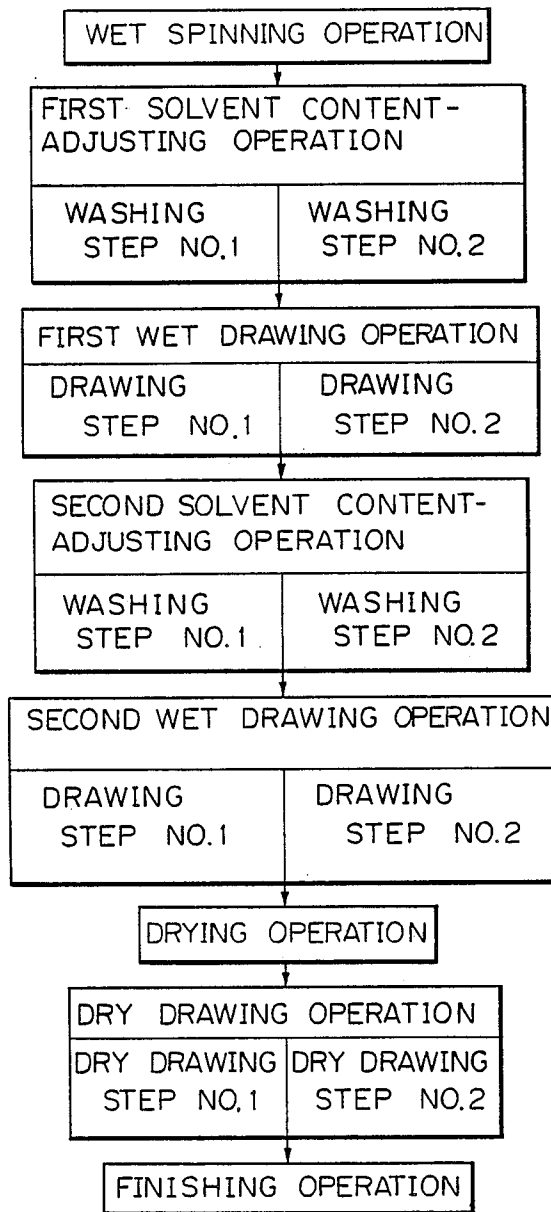 WET SPINNING OPERATION
FIRST SOLVENT CONTENT-
ADJUSTING OPERATION
WASHING
STEP NO.1
WASHING
STEP NO.2
FIRST WET DRAWING OPERATION
DRAWING
STEP NO.1
DRAWING
STEP NO.2
SECOND SOLVENT CONTENT-
ADJUSTING OPERATION
WASHING
STEP NO.1
WASHING
STEP NO.2
SECOND WET DRAWING OPERATION
DRAWING
STEP NO.1
DRAWING
STEP NO.2
DRYING OPERATION
DRY DRAWING OPERATION
DRY DRAWING
STEP NO.1
DRY DRAWING
STEP NO.2
FINISHING OPERATION